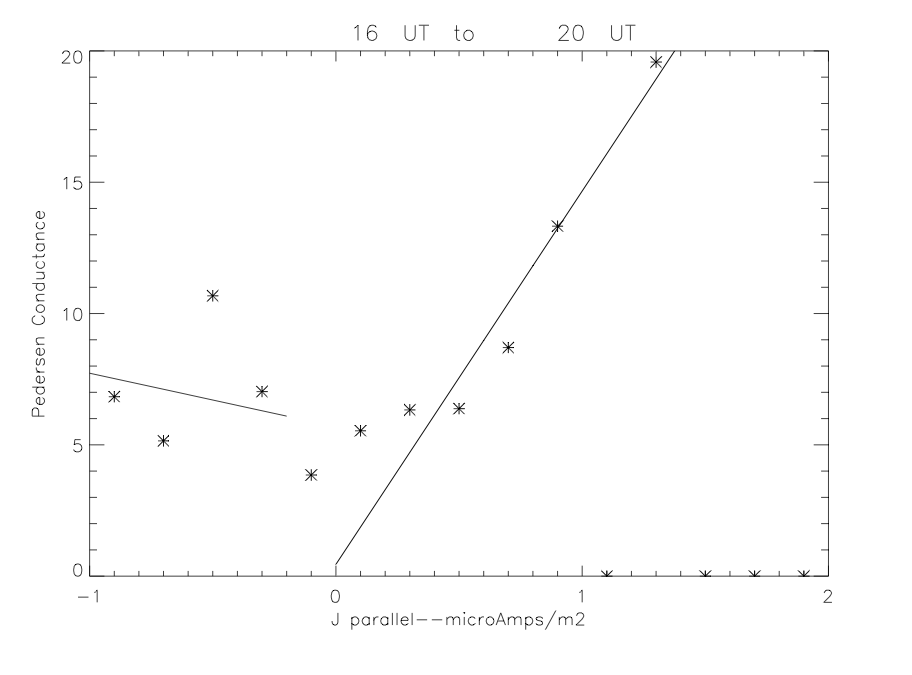 16 UT to 20 UT
20
15
10
5
0
Pedersen Conductance
−1 0 1 2
J parallel−−microAmps/m2